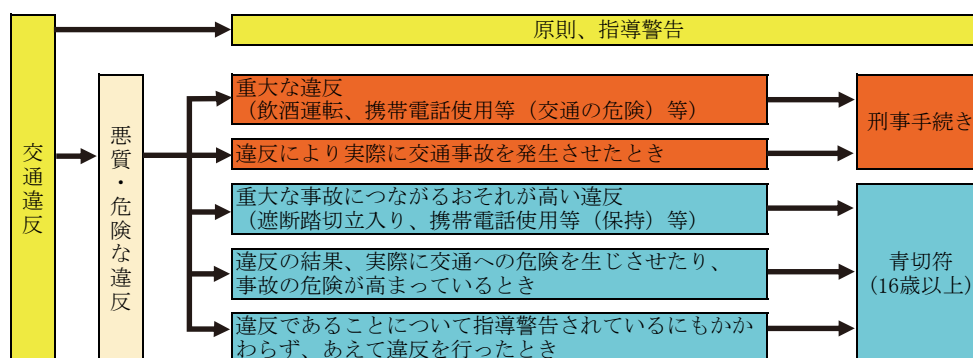 交通違反
原則、指導警告
悪質・危険な違反
重大な違反
（飲酒運転、携帯電話使用等（交通の危険）等）
違反により実際に交通事故を発生させたとき
刑事手続き
重大な事故につながるおそれが高い違反
（遮断踏切立入り、携帯電話使用等（保持）等）
違反の結果、実際に交通への危険を生じさせたり、
事故の危険が高まっているとき
違反であることについて指導警告されているにもかか
わらず、あえて違反を行ったとき
青切符
(16歳以上)